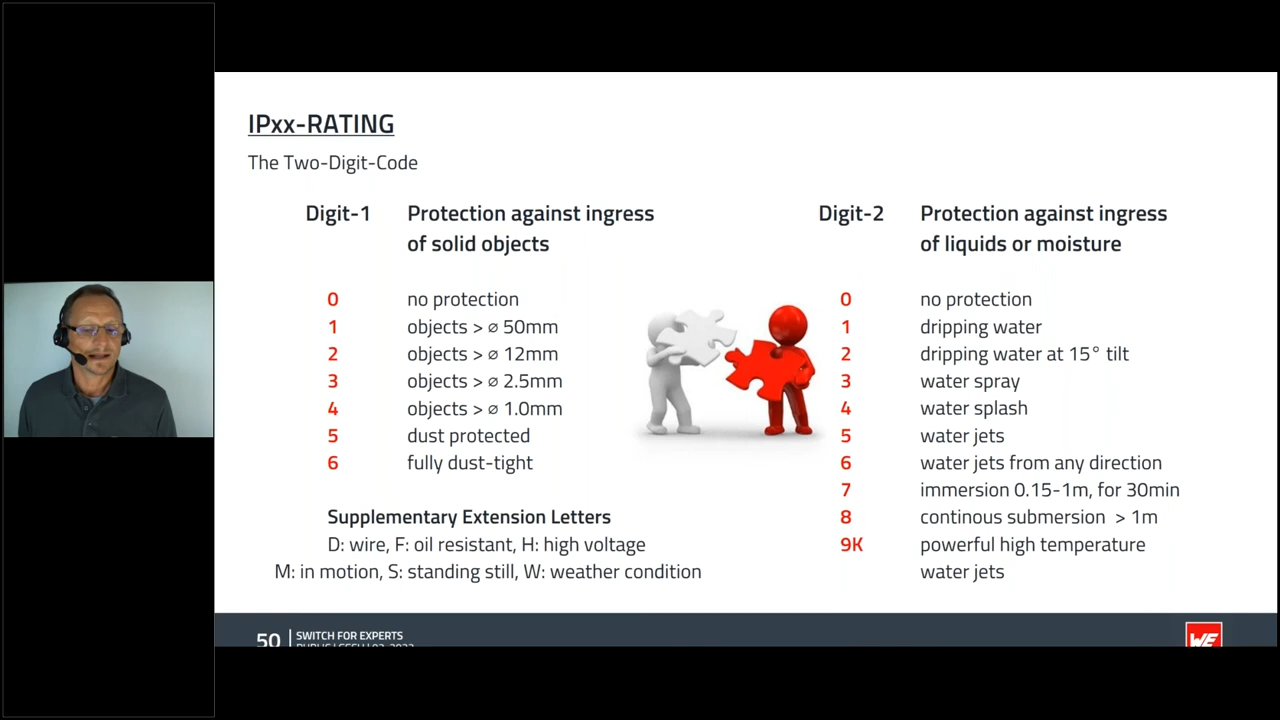 IPxx-RATING
The Two-Digit-Code
Digit-1 Protection against ingress
of solid objects
0 no protection
1 objects > ⌀ 50mm
2 objects > ⌀ 12mm
3 objects > ⌀ 2.5mm
4 objects > ⌀ 1.0mm
5 dust protected
6 fully dust-tight
Supplementary Extension Letters
D: wire, F: oil resistant, H: high voltage
M: in motion, S: standing still, W: weather condition
Digit-2 Protection against ingress
of liquids or moisture
0 no protection
1 dripping water
2 dripping water at 15° tilt
3 water spray
4 water splash
5 water jets
6 water jets from any direction
7 immersion 0.15-1m, for 30min
8 continous submersion > 1m
9K powerful high temperature
water jets
50 SWITCH FOR EXPERTS
WE